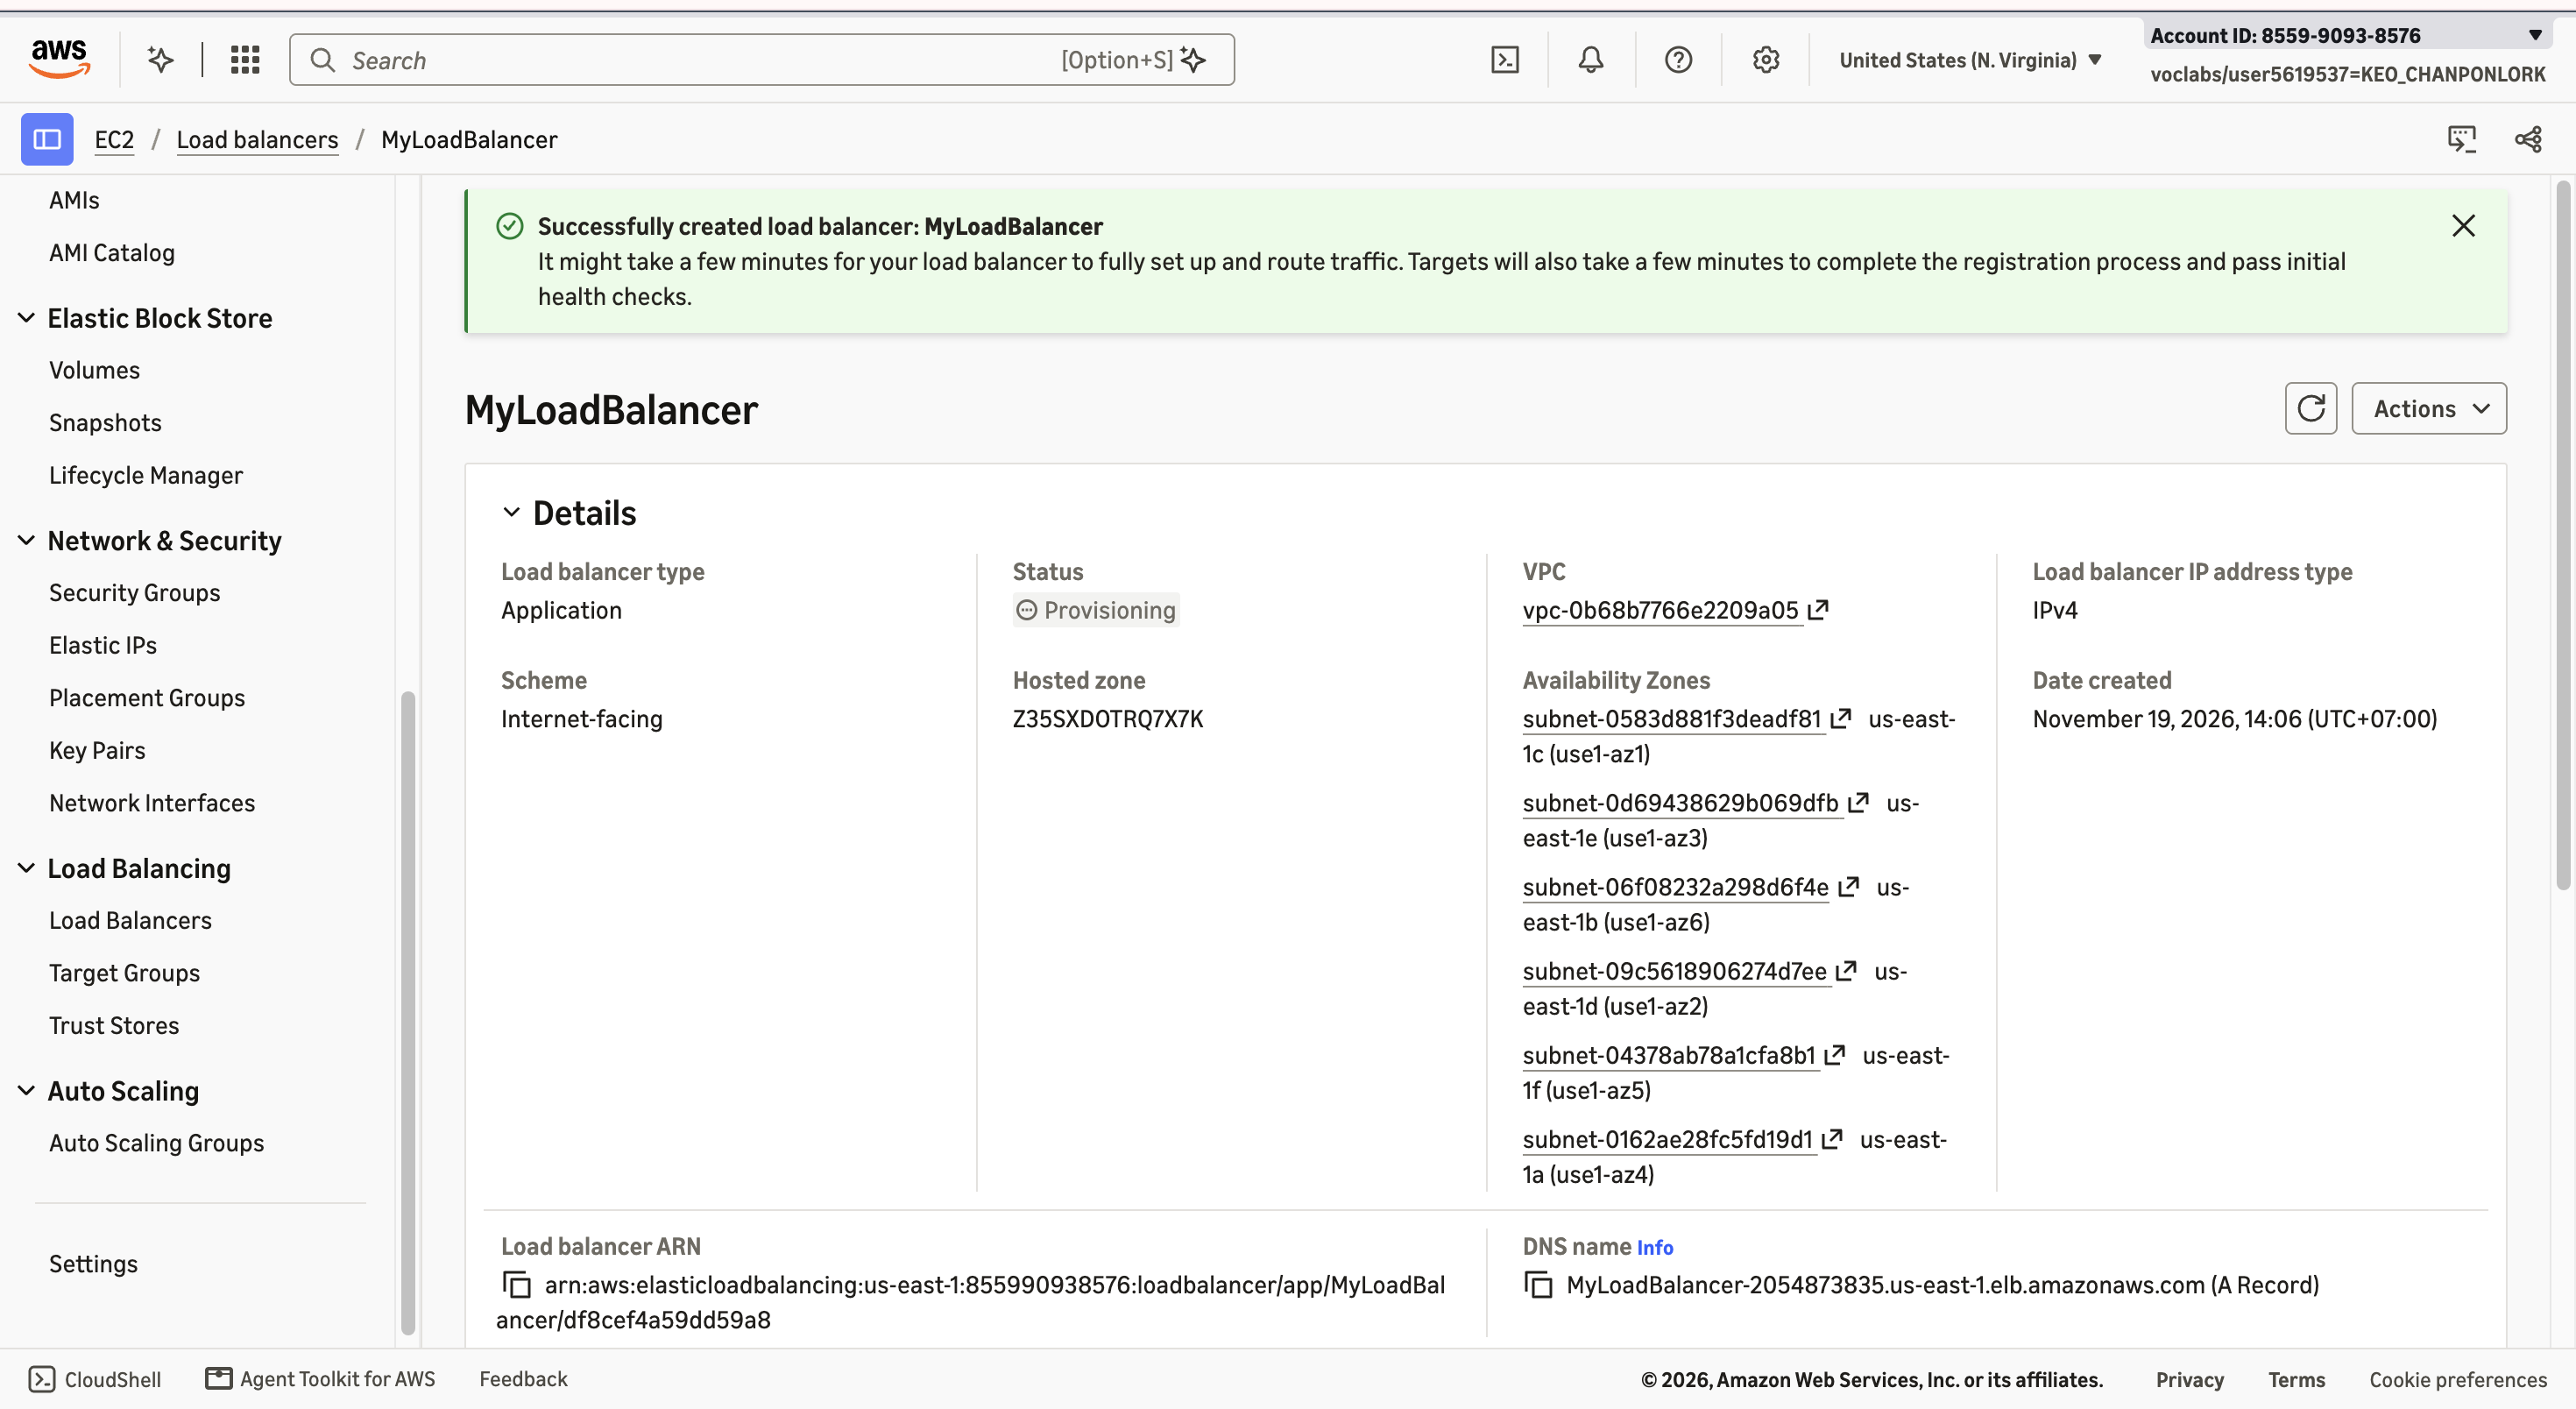 aws
Search
[Option+S]
United States (N. Virginia)
Account ID: 8559-9093-8576
voclabs/user5619537=KEO_CHANPONLORK
EC2 / Load balancers / MyLoadBalancer
AMIs
AMI Catalog
Elastic Block Store
Volumes
Snapshots
Lifecycle Manager
Network & Security
Security Groups
Elastic IPs
Placement Groups
Key Pairs
Network Interfaces
Load Balancing
Load Balancers
Target Groups
Trust Stores
Auto Scaling
Auto Scaling Groups
Settings
Successfully created load balancer: MyLoadBalancer
It might take a few minutes for your load balancer to fully set up and route traffic. Targets will also take a few minutes to complete the registration process and pass initial
health checks.
MyLoadBalancer
Actions
Details
Load balancer type
Application
Scheme
Internet-facing
Status
Provisioning
Hosted zone
Z35SXDOTRQ7X7K
VPC
vpc-0b68b7766e2209a05
Availability Zones
subnet-0583d881f3deadf81 us-east-
1c (use1-az1)
subnet-0d69438629b069dfb us-
east-1e (use1-az3)
subnet-06f08232a298d6f4e us-
east-1b (use1-az6)
subnet-09c5618906274d7ee us-
east-1d (use1-az2)
subnet-04378ab78a1cfa8b1 us-east-
1f (use1-az5)
subnet-0162ae28fc5fd19d1 us-east-
1a (use1-az4)
Load balancer IP address type
IPv4
Date created
November 19, 2026, 14:06 (UTC+07:00)
Load balancer ARN
arn:aws:elasticloadbalancing:us-east-1:855990938576:loadbalancer/app/MyLoadBal
ancer/df8cef4a59dd59a8
DNS name Info
MyLoadBalancer-2054873835.us-east-1.elb.amazonaws.com (A Record)
CloudShell
Agent Toolkit for AWS
Feedback
© 2026, Amazon Web Services, Inc. or its affiliates.
Privacy
Terms
Cookie preferences